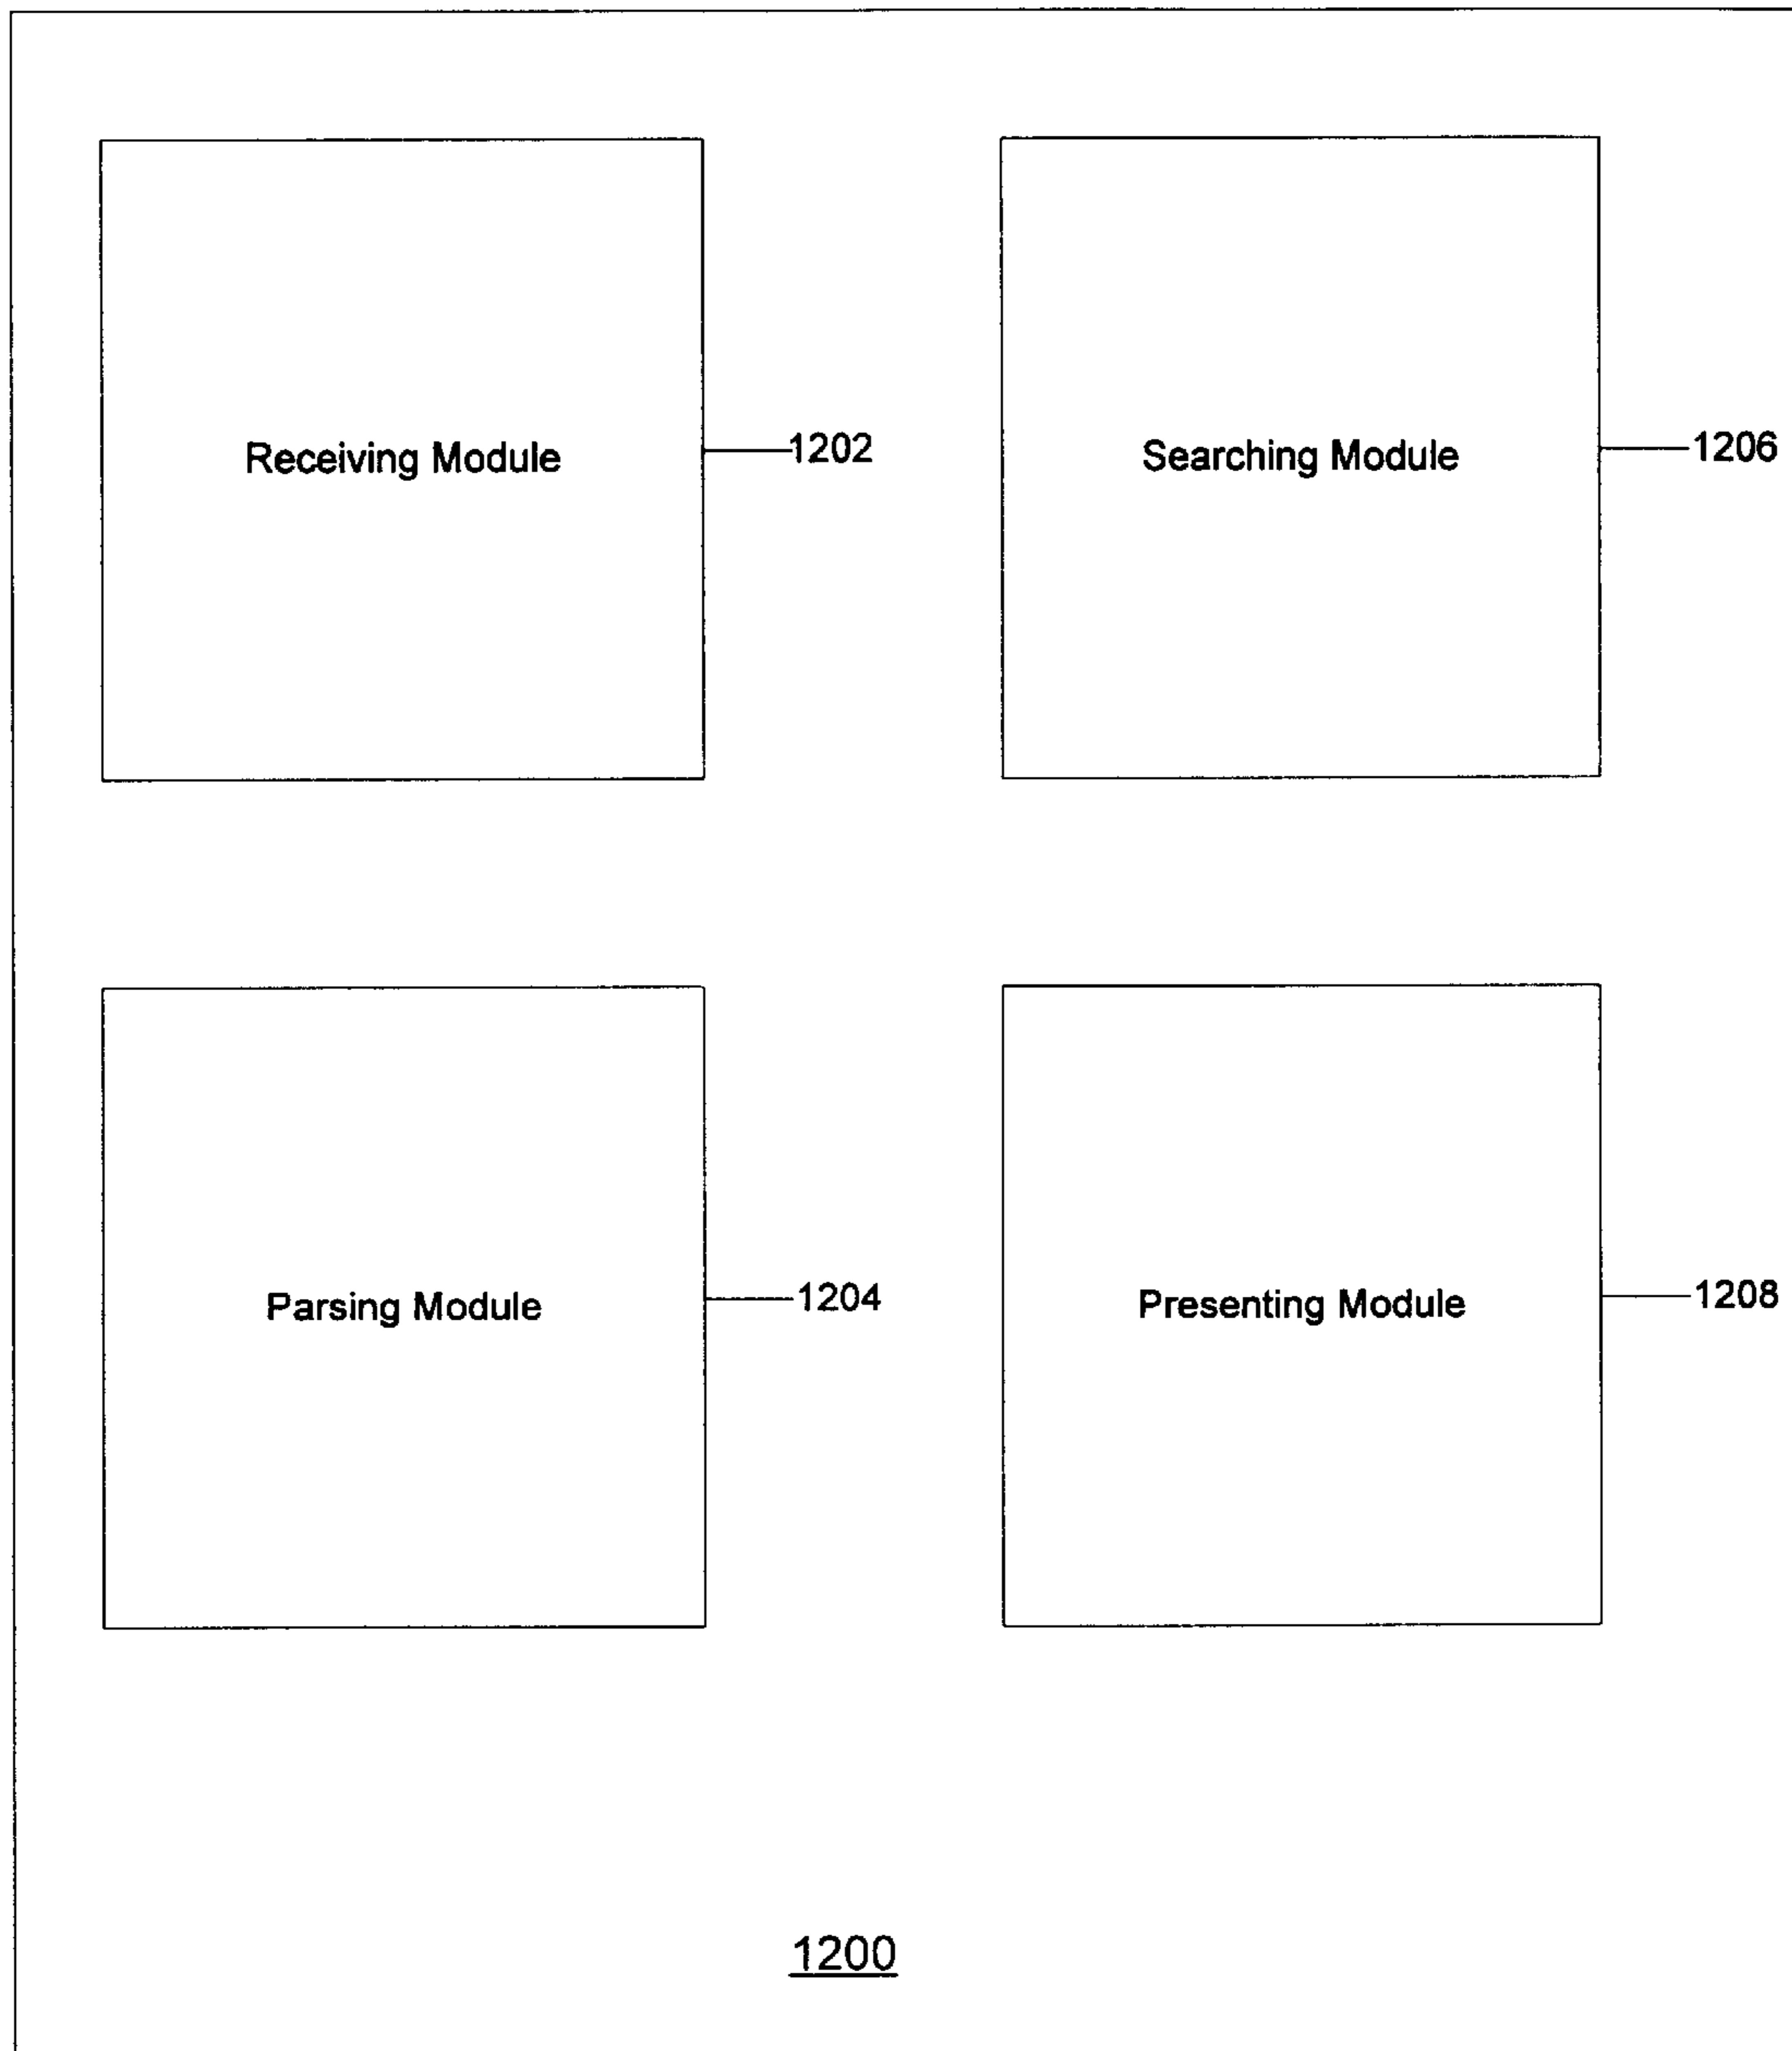 Receiving Module
1202
Searching Module
1206
Parsing Module
1204
Presenting Module
1208
1200